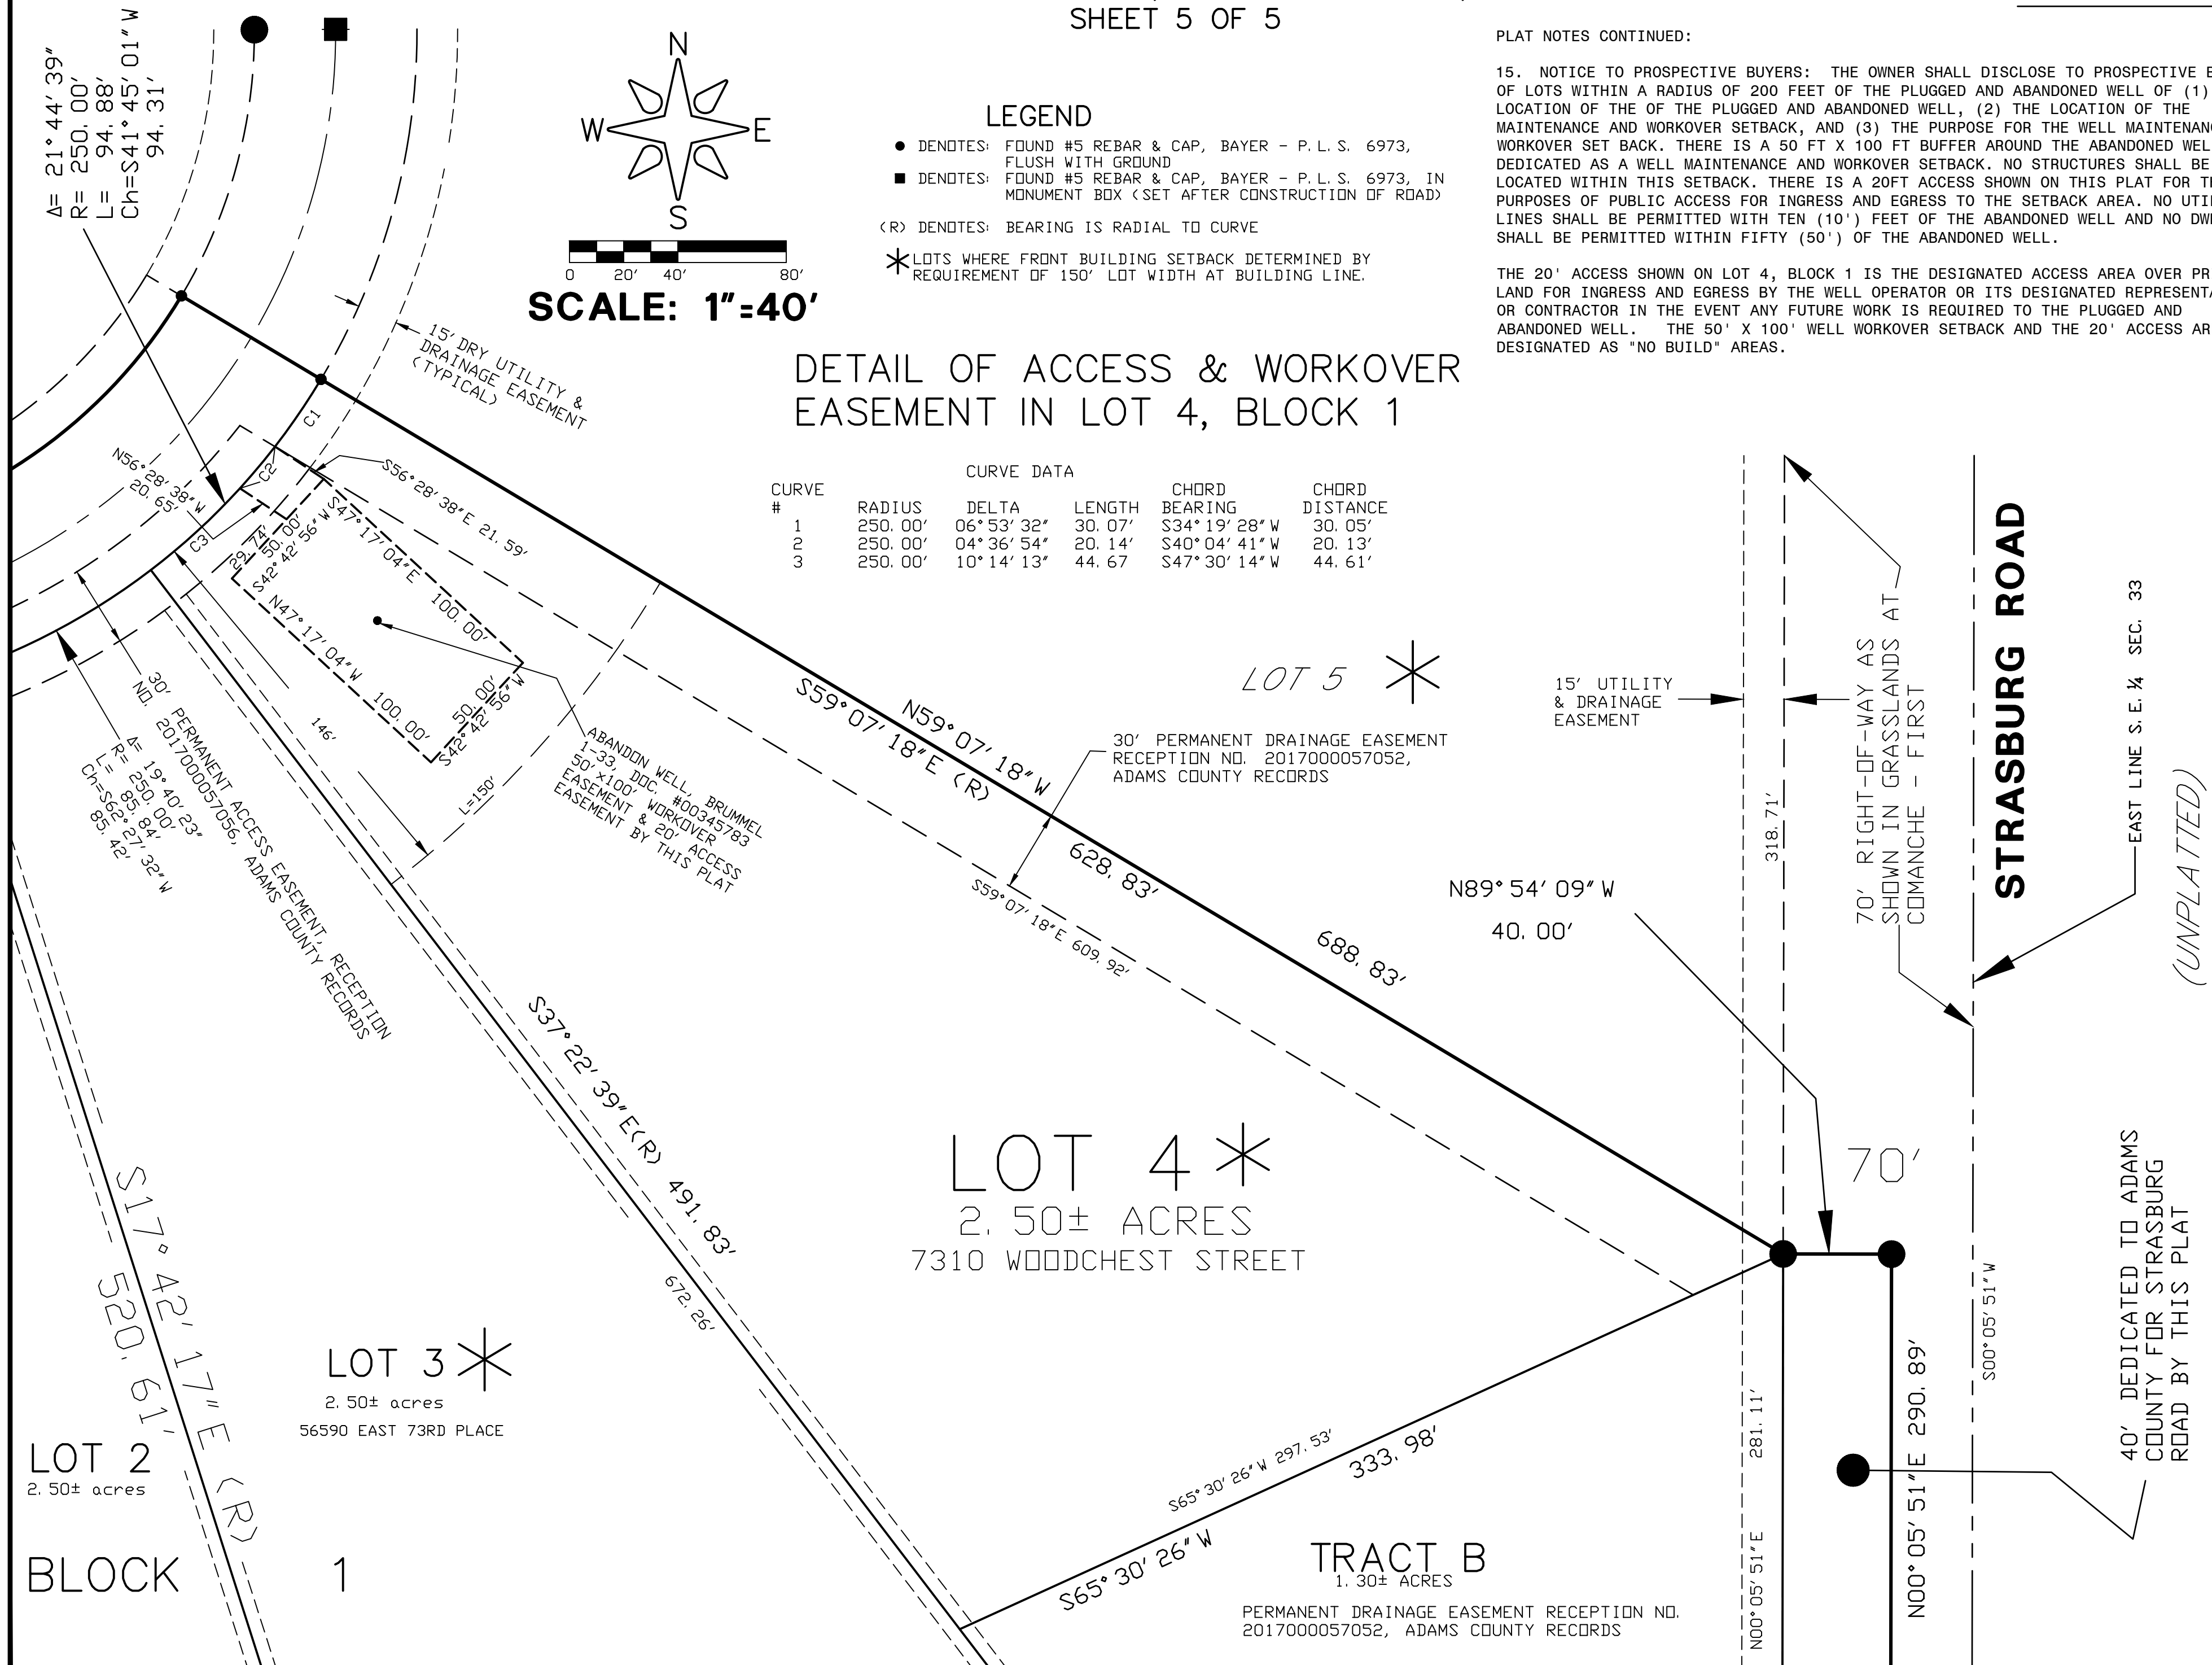 SHEET 5 OF 5
Δ= 21°44'39"
R= 250.00'
L= 94.88'
Ch=S41°45'01"W
94.31'
N
W
E
S
0 20' 40' 80'
SCALE: 1"=40'
LEGEND
DENOTES: FOUND #5 REBAR & CAP, BAYER - P.L.S. 6973,
FLUSH WITH GROUND
DENOTES: FOUND #5 REBAR & CAP, BAYER - P.L.S. 6973, IN
MONUMENT BOX (SET AFTER CONSTRUCTION OF ROAD)
(R) DENOTES: BEARING IS RADIAL TO CURVE
LOTS WHERE FRONT BUILDING SETBACK DETERMINED BY
REQUIREMENT OF 150' LOT WIDTH AT BUILDING LINE.
PLAT NOTES CONTINUED:
15. NOTICE TO PROSPECTIVE BUYERS: THE OWNER SHALL DISCLOSE TO PROSPECTIVE
OF LOTS WITHIN A RADIUS OF 200 FEET OF THE PLUGGED AND ABANDONED WELL OF (1)
LOCATION OF THE OF THE PLUGGED AND ABANDONED WELL, (2) THE LOCATION OF THE
MAINTENANCE AND WORKOVER SETBACK, AND (3) THE PURPOSE FOR THE WELL MAINTENAN
WORKOVER SET BACK. THERE IS A 50 FT X 100 FT BUFFER AROUND THE ABANDONED WEL
DEDICATED AS A WELL MAINTENANCE AND WORKOVER SETBACK. NO STRUCTURES SHALL BE
LOCATED WITHIN THIS SETBACK. THERE IS A 20FT ACCESS SHOWN ON THIS PLAT FOR TH
PURPOSES OF PUBLIC ACCESS FOR INGRESS AND EGRESS TO THE SETBACK AREA. NO UTIL
LINES SHALL BE PERMITTED WITH TEN (10') FEET OF THE ABANDONED WELL AND NO DWE
SHALL BE PERMITTED WITHIN FIFTY (50') OF THE ABANDONED WELL.
THE 20' ACCESS SHOWN ON LOT 4, BLOCK 1 IS THE DESIGNATED ACCESS AREA OVER PR
LAND FOR INGRESS AND EGRESS BY THE WELL OPERATOR OR ITS DESIGNATED REPRESENTA
OR CONTRACTOR IN THE EVENT ANY FUTURE WORK IS REQUIRED TO THE PLUGGED AND
ABANDONED WELL. THE 50' X 100' WELL WORKOVER SETBACK AND THE 20' ACCESS AR
DESIGNATED AS "NO BUILD" AREAS.
DETAIL OF ACCESS & WORKOVER
EASEMENT IN LOT 4, BLOCK 1
15' DRY UTILITY &
DRAINAGE EASEMENT
(TYPICAL)
CURVE DATA
CURVE CHORD CHORD
# RADIUS DELTA LENGTH BEARING DISTANCE
1 250.00' 06°53'32" 30.07' S34°19'28"W 30.05'
2 250.00' 04°36'54" 20.14' S40°04'41"W 20.13'
3 250.00' 10°14'13" 44.67 S47°30'14"W 44.61'
C1
C2
C3
N56°28'38"W
20.65'
S56°28'38"E 21.59'
29.74'
50.00'
S42°42'56"W
S47°17'04"E
100.00'
N47°17'04"W 100.00'
50.00'
S42°42'56"W
146'
L=150'
ABANDON WELL, BRUMMEL
1-33, DOC. #00345783
50'x100' WORKOVER
EASEMENT & 20' ACCESS
EASEMENT BY THIS PLAT
30' PERMANENT ACCESS EASEMENT, RECEPTION
NO. 2017000057056, ADAMS COUNTY RECORDS
Δ= 19°40'23"
R= 250.00'
L= 85.84'
Ch=S62°27'32"W
85.42'
LOT 5
N59°07'18"W
S59°07'18"E (R)
30' PERMANENT DRAINAGE EASEMENT
RECEPTION NO. 2017000057052,
ADAMS COUNTY RECORDS
628.83'
688.83'
S59°07'18"E 609.92'
15' UTILITY
& DRAINAGE
EASEMENT
318.71'
70' RIGHT-OF-WAY AS
SHOWN IN GRASSLANDS AT
COMANCHE - FIRST
STRASBURG ROAD
EAST LINE S.E.¼ SEC. 33
(UNPLATTED)
N89°54'09"W
40.00'
70'
S37°22'39"E(R) 491.83'
672.26'
LOT 4
2.50± ACRES
7310 WOODCHEST STREET
S17°42'17"E (R)
520.61'
LOT 3
2.50± acres
56590 EAST 73RD PLACE
LOT 2
2.50± acres
BLOCK 1
S65°30'26"W 297.53'
333.98'
S65°30'26"W
TRACT B
1.30± ACRES
PERMANENT DRAINAGE EASEMENT RECEPTION NO.
2017000057052, ADAMS COUNTY RECORDS
N00°05'51"E 281.11'
N00°05'51"E 290.89'
S00°05'51"W
40' DEDICATED TO ADAMS
COUNTY FOR STRASBURG
ROAD BY THIS PLAT